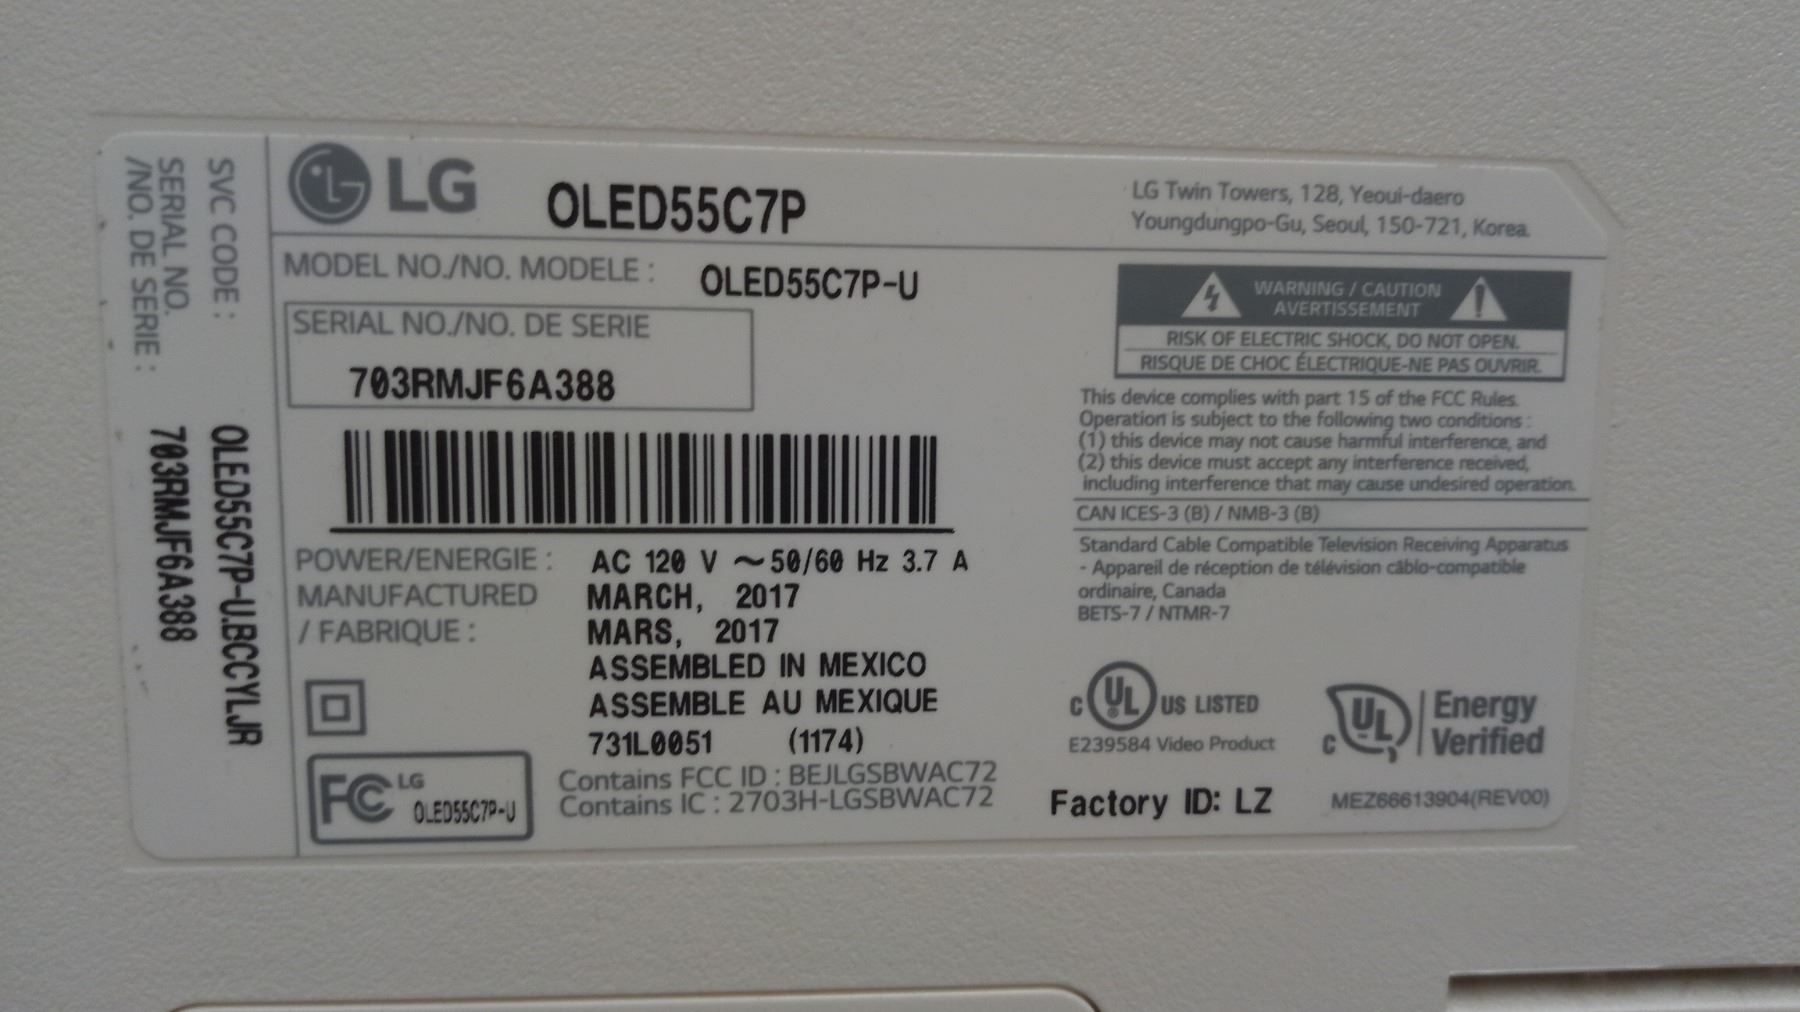 SVC CODE : OLED55C7P-U.BCCYLJR
SERIAL NO.
/NO. DE SERIE : 703RMJF6A388
LG
OLED55C7P
LG Twin Towers, 128, Yeoui-daero
Youngdungpo-Gu, Seoul, 150-721, Korea
MODEL NO./NO. MODELE : OLED55C7P-U
SERIAL NO./NO. DE SERIE
703RMJF6A388
POWER/ENERGIE : AC 120 V ~ 50/60 Hz 3.7 A
MANUFACTURED MARCH, 2017
/ FABRIQUE : MARS, 2017
ASSEMBLED IN MEXICO
ASSEMBLE AU MEXIQUE
731L0051 (1174)
FC LG
OLED55C7P-U
Contains FCC ID : BEJLGSBWAC72
Contains IC : 2703H-LGSBWAC72
WARNING / CAUTION
AVERTISSEMENT
RISK OF ELECTRIC SHOCK, DO NOT OPEN.
RISQUE DE CHOC ÉLECTRIQUE-NE PAS OUVRIR.
This device complies with part 15 of the FCC Rules.
Operation is subject to the following two conditions :
(1) this device may not cause harmful interference, and
(2) this device must accept any interference received,
including interference that may cause undesired operation.
CAN ICES-3 (B) / NMB-3 (B)
Standard Cable Compatible Television Receiving Apparatus
- Appareil de réception de télévision câblo-compatible
ordinaire, Canada
BETS-7 / NTMR-7
C UL US LISTED
E239584 Video Product
C UL Energy
Verified
Factory ID: LZ
MEZ66613904(REV00)